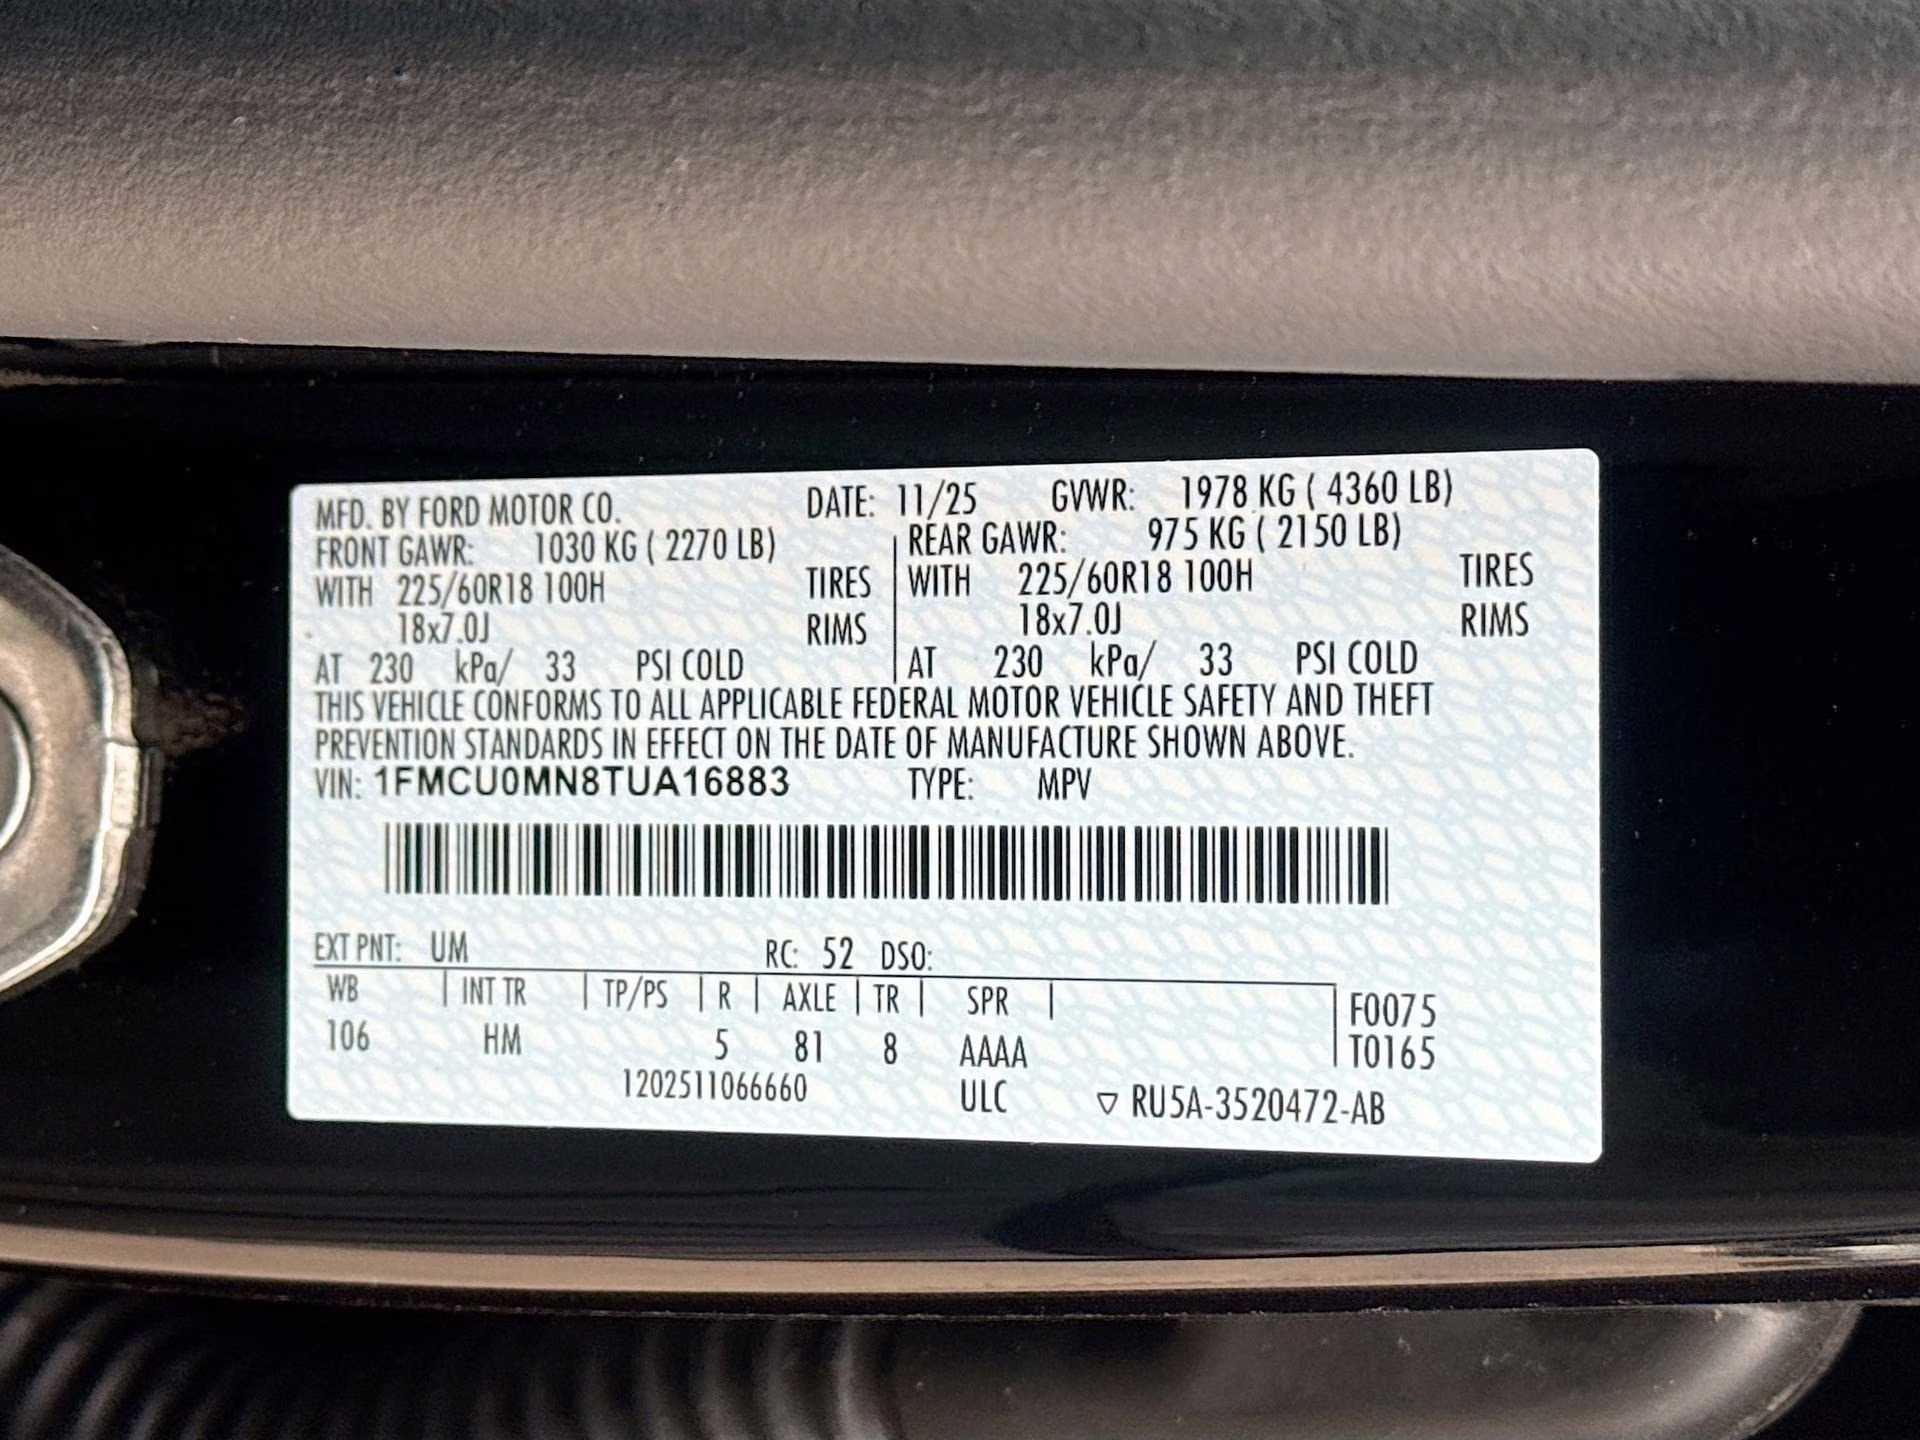 MFD. BY FORD MOTOR CO. DATE: 11/25 GVWR: 1978 KG ( 4360 LB)
FRONT GAWR: 1030 KG ( 2270 LB) REAR GAWR: 975 KG ( 2150 LB)
WITH 225/60R18 100H TIRES WITH 225/60R18 100H TIRES
18x7.0J RIMS 18x7.0J RIMS
AT 230 kPa/ 33 PSI COLD AT 230 kPa/ 33 PSI COLD
THIS VEHICLE CONFORMS TO ALL APPLICABLE FEDERAL MOTOR VEHICLE SAFETY AND THEFT
PREVENTION STANDARDS IN EFFECT ON THE DATE OF MANUFACTURE SHOWN ABOVE.
VIN: 1FMCU0MN8TUA16883 TYPE: MPV
EXT PNT: UM RC: 52 DSO:
WB | INT TR | TP/PS | R | AXLE | TR | SPR | F0075
106 HM 5 81 8 AAAA T0165
1202511066660 ULC ▽ RU5A-3520472-AB